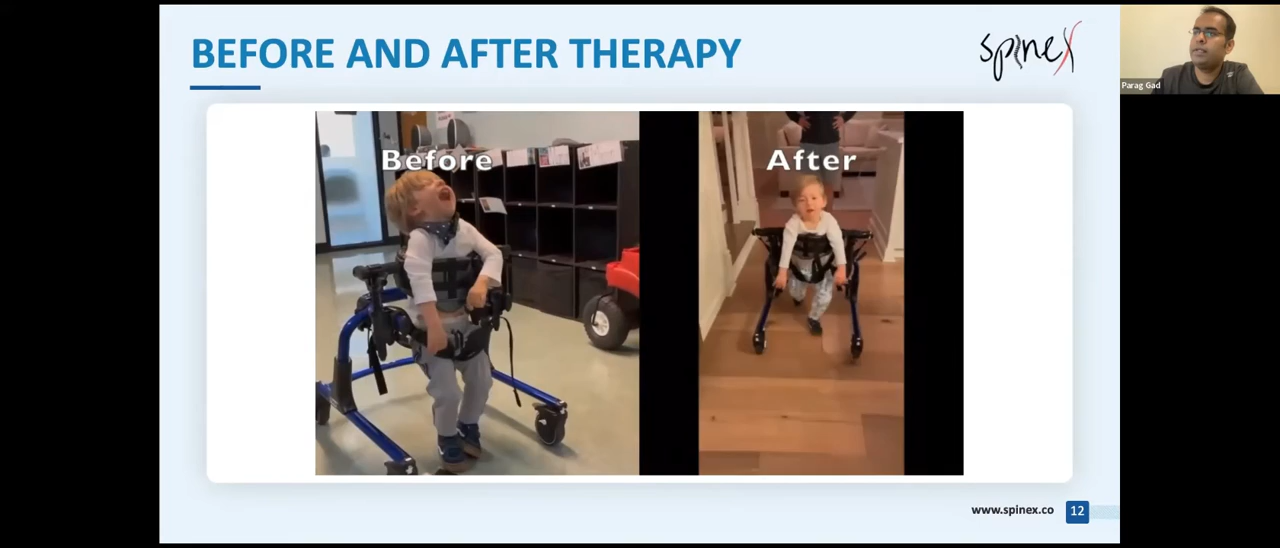 BEFORE AND AFTER THERAPY
spinex
Parag Gad
Before
After
www.spinex.co
12